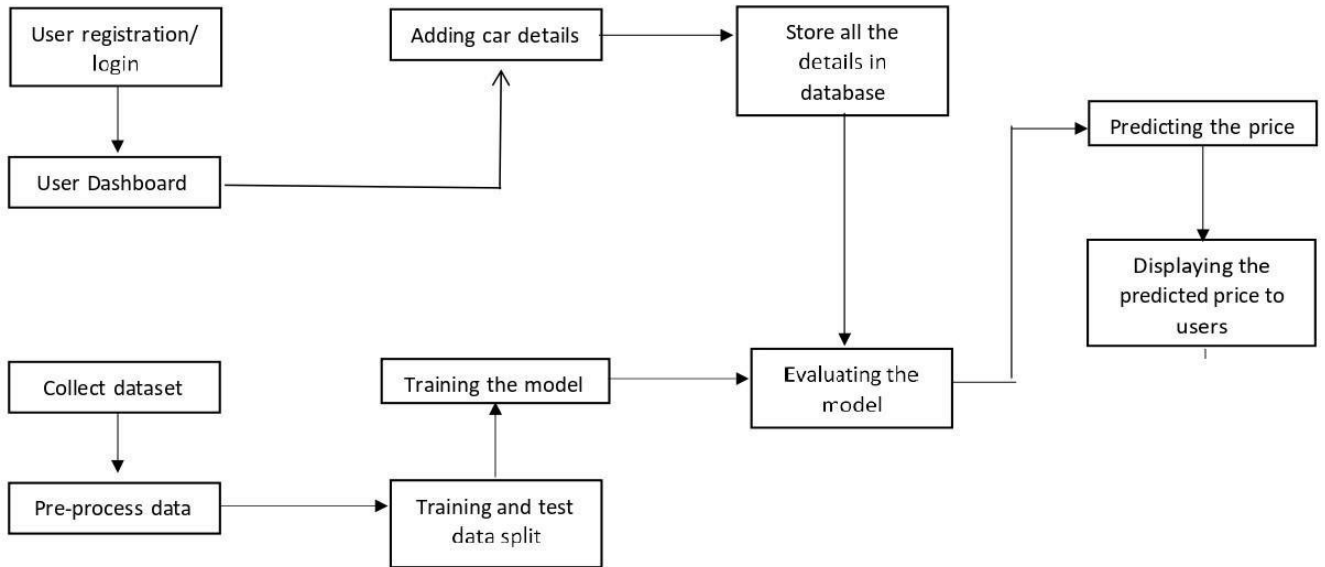 User registration/
login
User Dashboard
Adding car details
Store all the
details in
database
Predicting the price
Displaying the
predicted price to
users
Collect dataset
Pre-process data
Training and test
data split
Training the model
Evaluating the
model